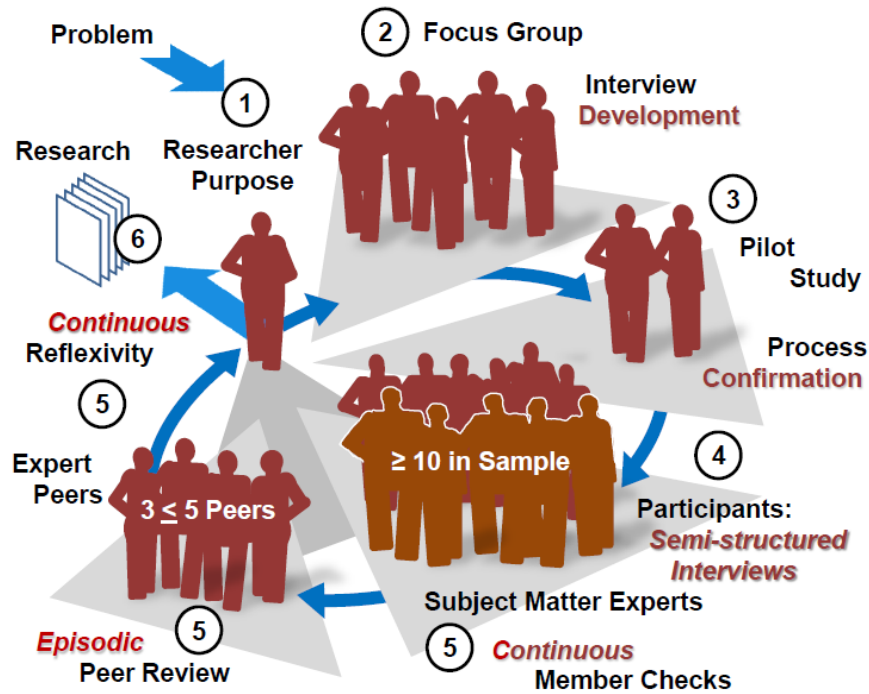 Problem
1
Researcher
Purpose
2
Focus Group
Interview
Development
3
Pilot
Study
Process
Confirmation
4
Participants:
Semi-structured
Interviews
≥ 10 in Sample
Subject Matter Experts
5
Continuous
Member Checks
3 ≤ 5 Peers
5
Episodic
Peer Review
5
Expert
Peers
Continuous
Reflexivity
6
Research